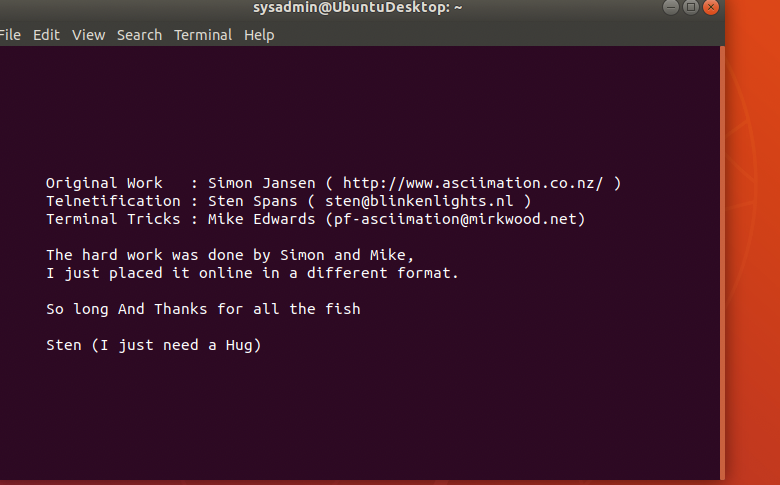 sysadmin@UbuntuDesktop: ~
File Edit View Search Terminal Help
Original Work   : Simon Jansen ( http://www.asciimation.co.nz/ )
Telnetification : Sten Spans ( sten@blinkenlights.nl )
Terminal Tricks : Mike Edwards (pf-asciimation@mirkwood.net)
The hard work was done by Simon and Mike,
I just placed it online in a different format.
So long And Thanks for all the fish
Sten (I just need a Hug)